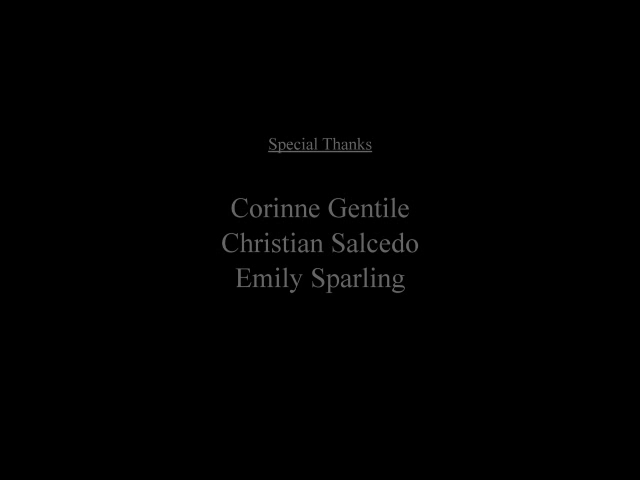 Special Thanks
Corinne Gentile
Christian Salcedo
Emily Sparling